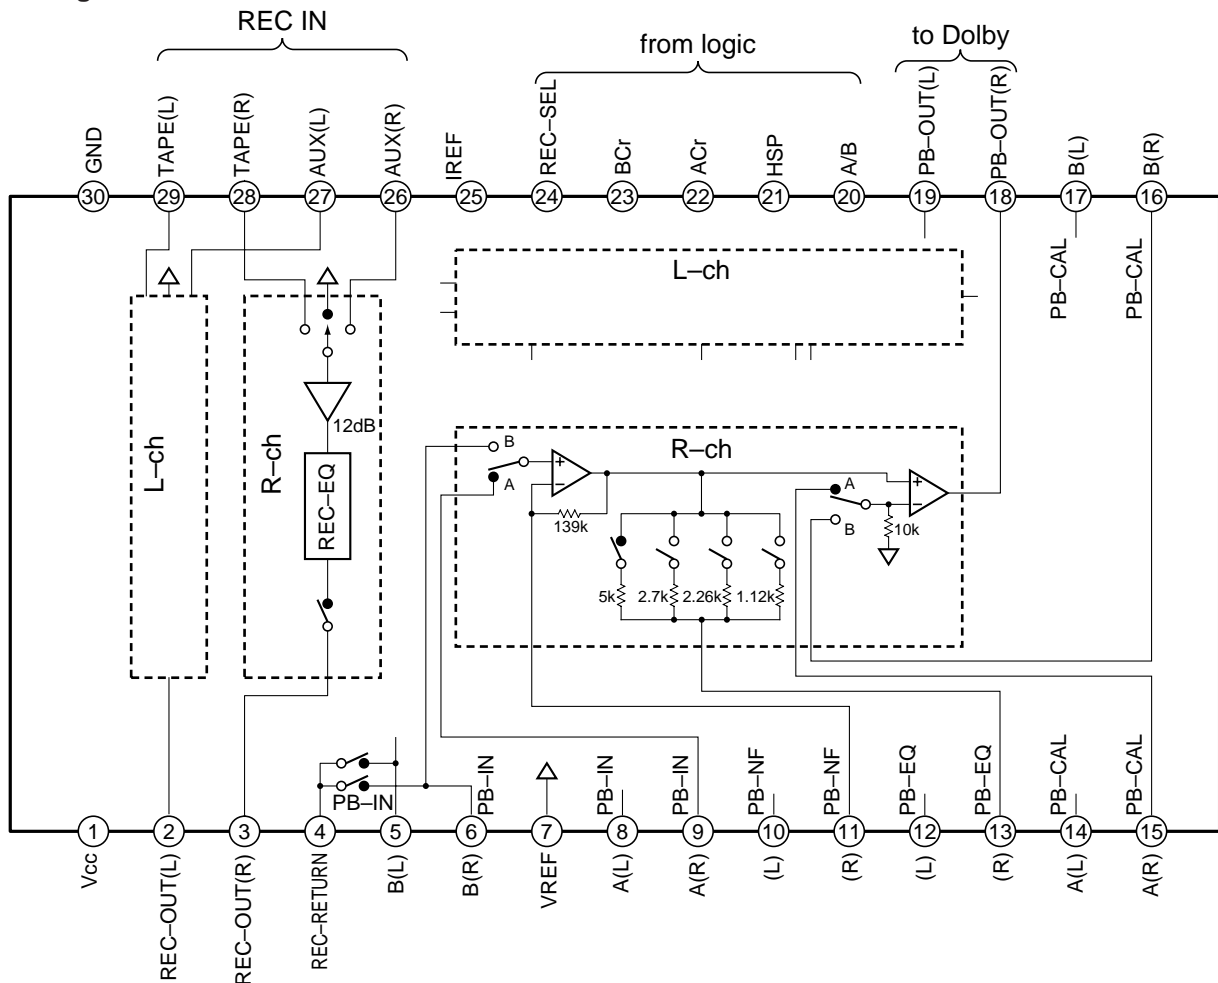 REC IN
from logic
to Dolby
GND
TAPE(L)
TAPE(R)
AUX(L)
AUX(R)
IREF
REC–SEL
BCr
ACr
HSP
A/B
PB–OUT(L)
PB–OUT(R)
B(L)
B(R)
30
29
28
27
26
25
24
23
22
21
20
19
18
17
16
PB–CAL
PB–CAL
L–ch
L–ch
R–ch
12dB
REC–EQ
R–ch
B
A
+
–
139k
5k
2.7k
2.26k
1.12k
A
B
+
–
10k
PB–IN
PB–IN
PB–IN
PB–IN
PB–NF
PB–NF
PB–EQ
PB–EQ
PB–CAL
PB–CAL
1
2
3
4
5
6
7
8
9
10
11
12
13
14
15
Vcc
REC–OUT(L)
REC–OUT(R)
REC–RETURN
B(L)
B(R)
VREF
A(L)
A(R)
(L)
(R)
(L)
(R)
A(L)
A(R)